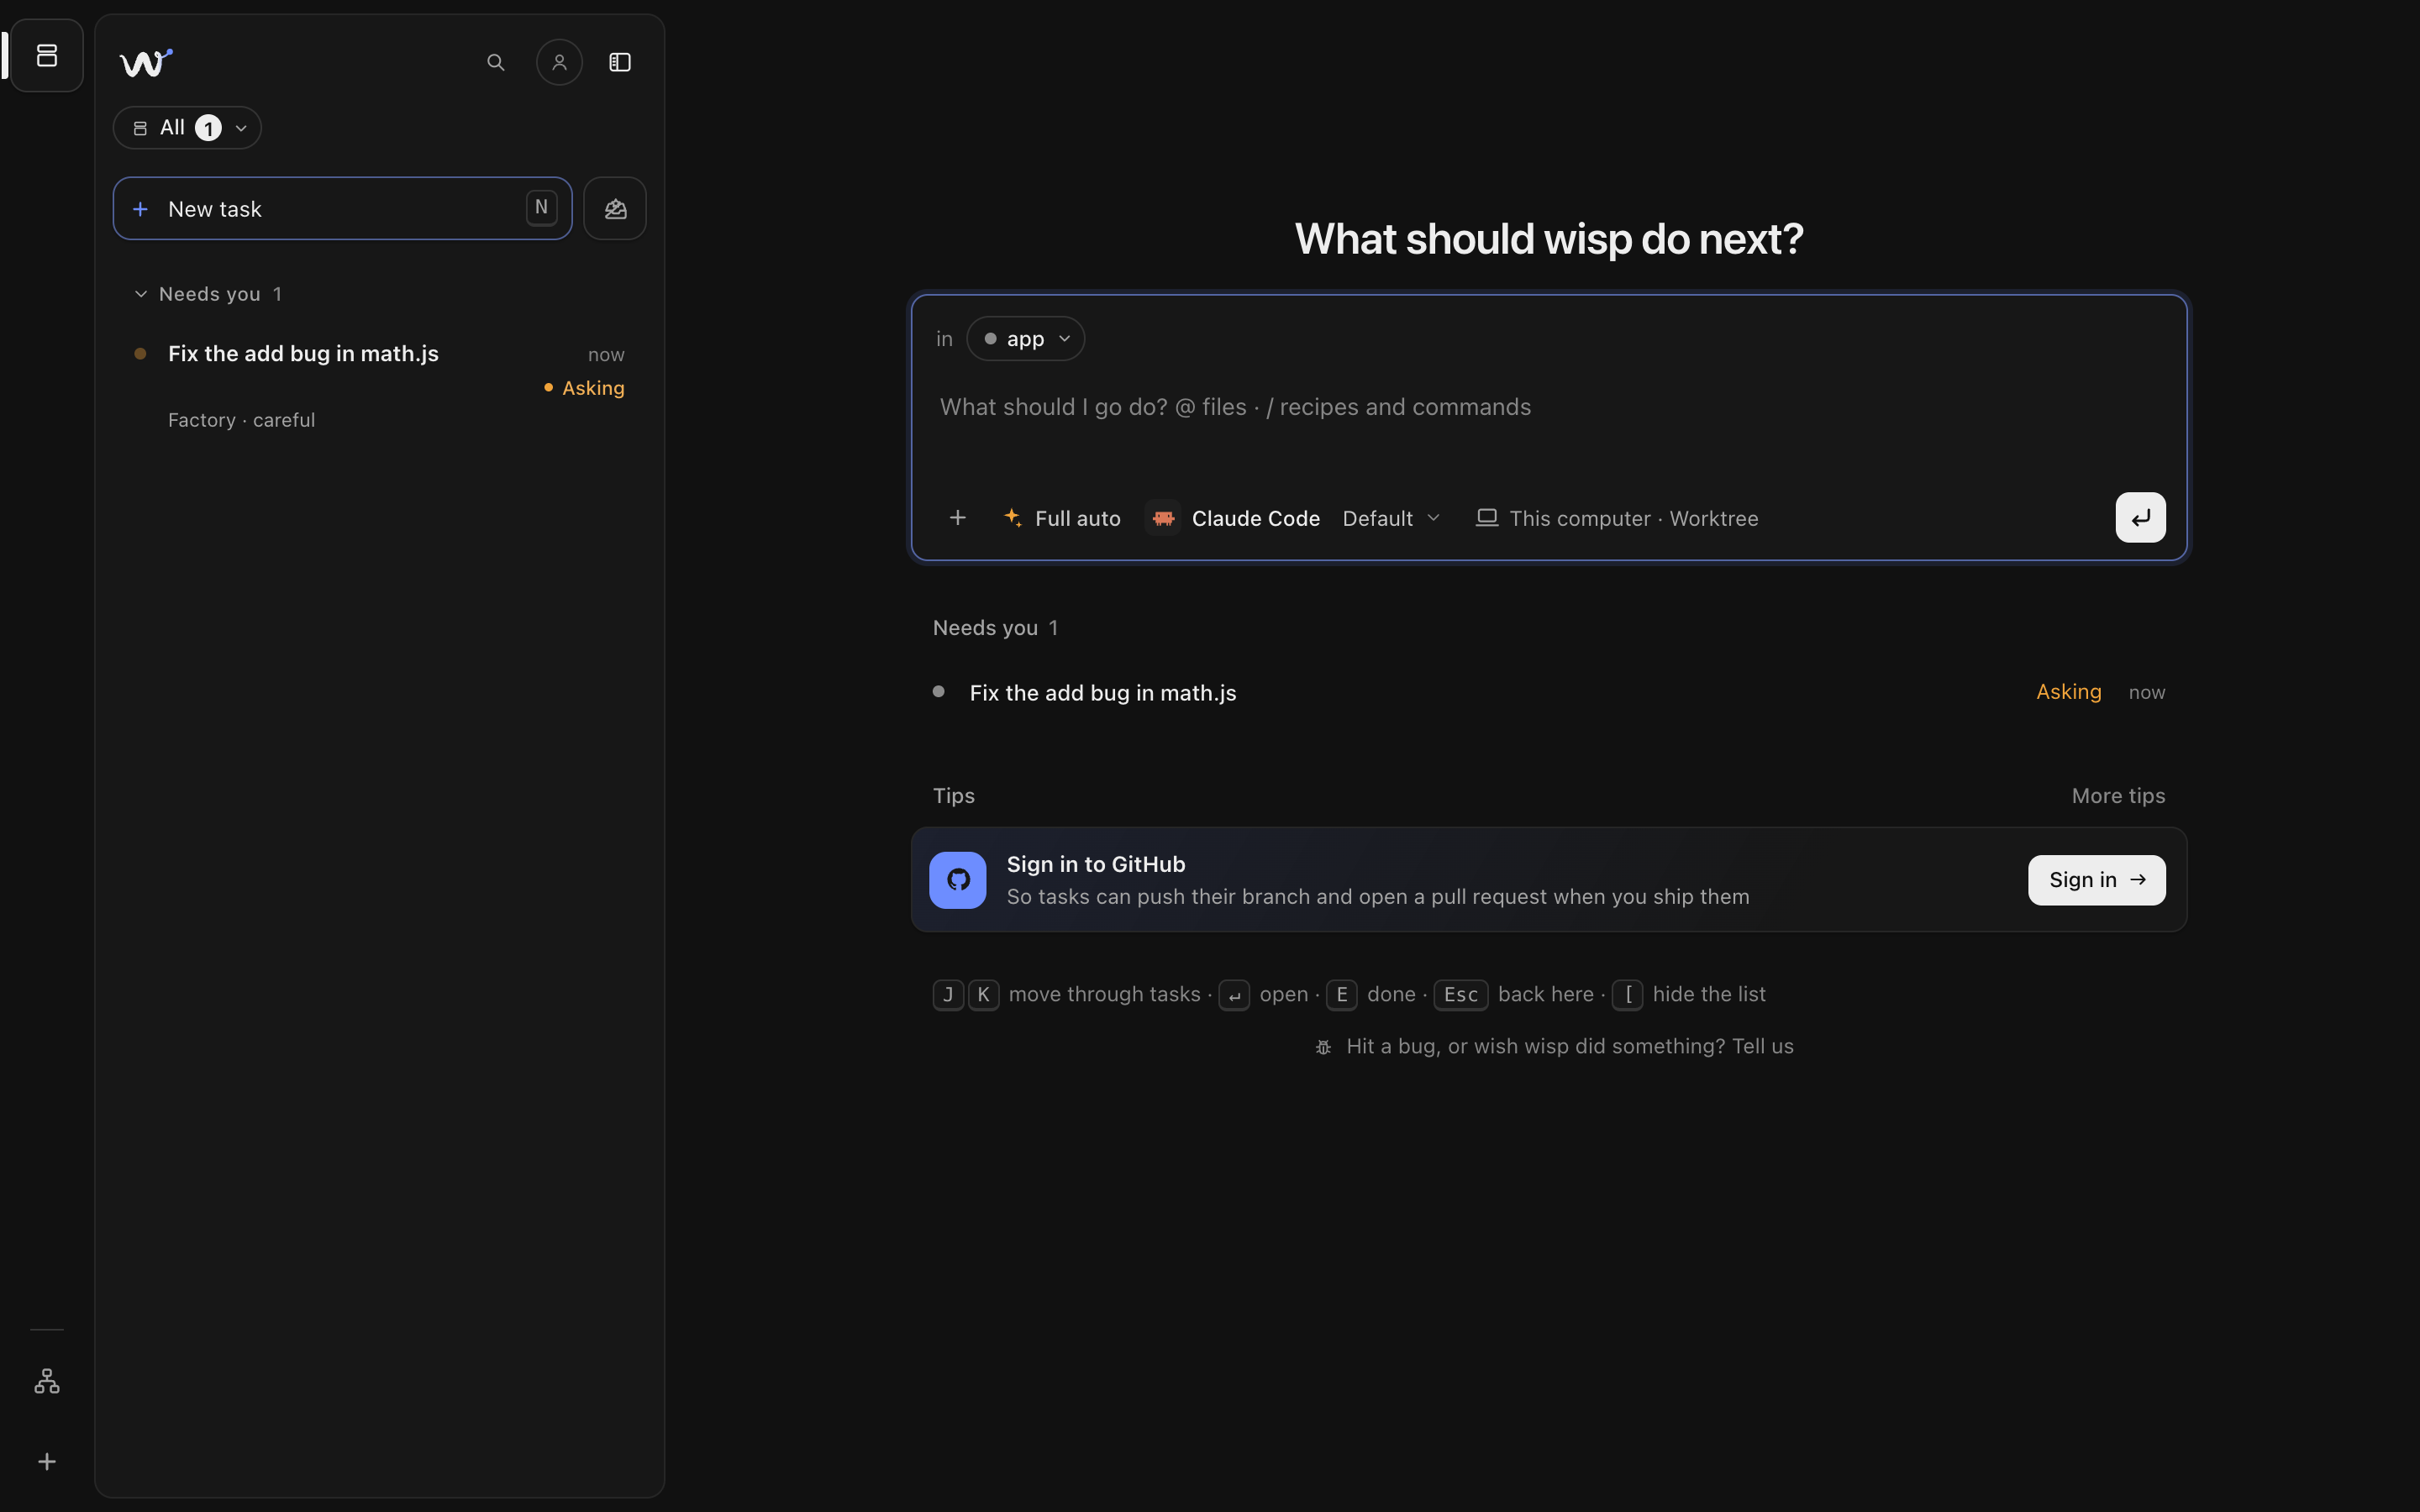 All 1
New task N
Needs you 1
Fix the add bug in math.js now
Asking
Factory · careful
What should wisp do next?
in app
What should I go do? @ files · / recipes and commands
Full auto Claude Code Default This computer · Worktree
Needs you 1
Fix the add bug in math.js Asking now
Tips More tips
Sign in to GitHub
So tasks can push their branch and open a pull request when you ship them
Sign in →
J K move through tasks · ↵ open · E done · Esc back here · [ hide the list
Hit a bug, or wish wisp did something? Tell us